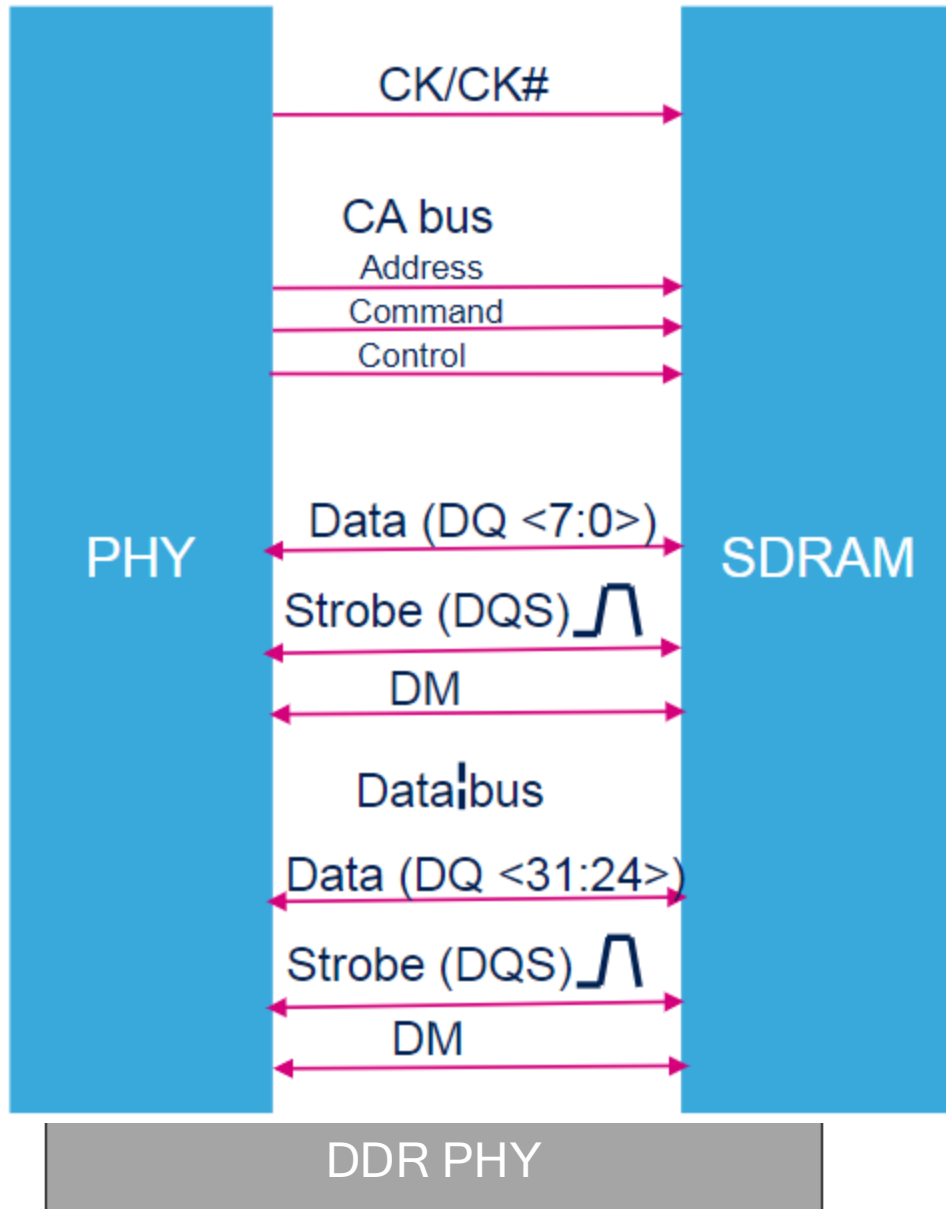 CK/CK#
CA bus
Address
Command
Control
Data (DQ <7:0>)
PHY
SDRAM
Strobe (DQS)
DM
Data bus
Data (DQ <31:24>)
Strobe (DQS)
DM
DDR PHY